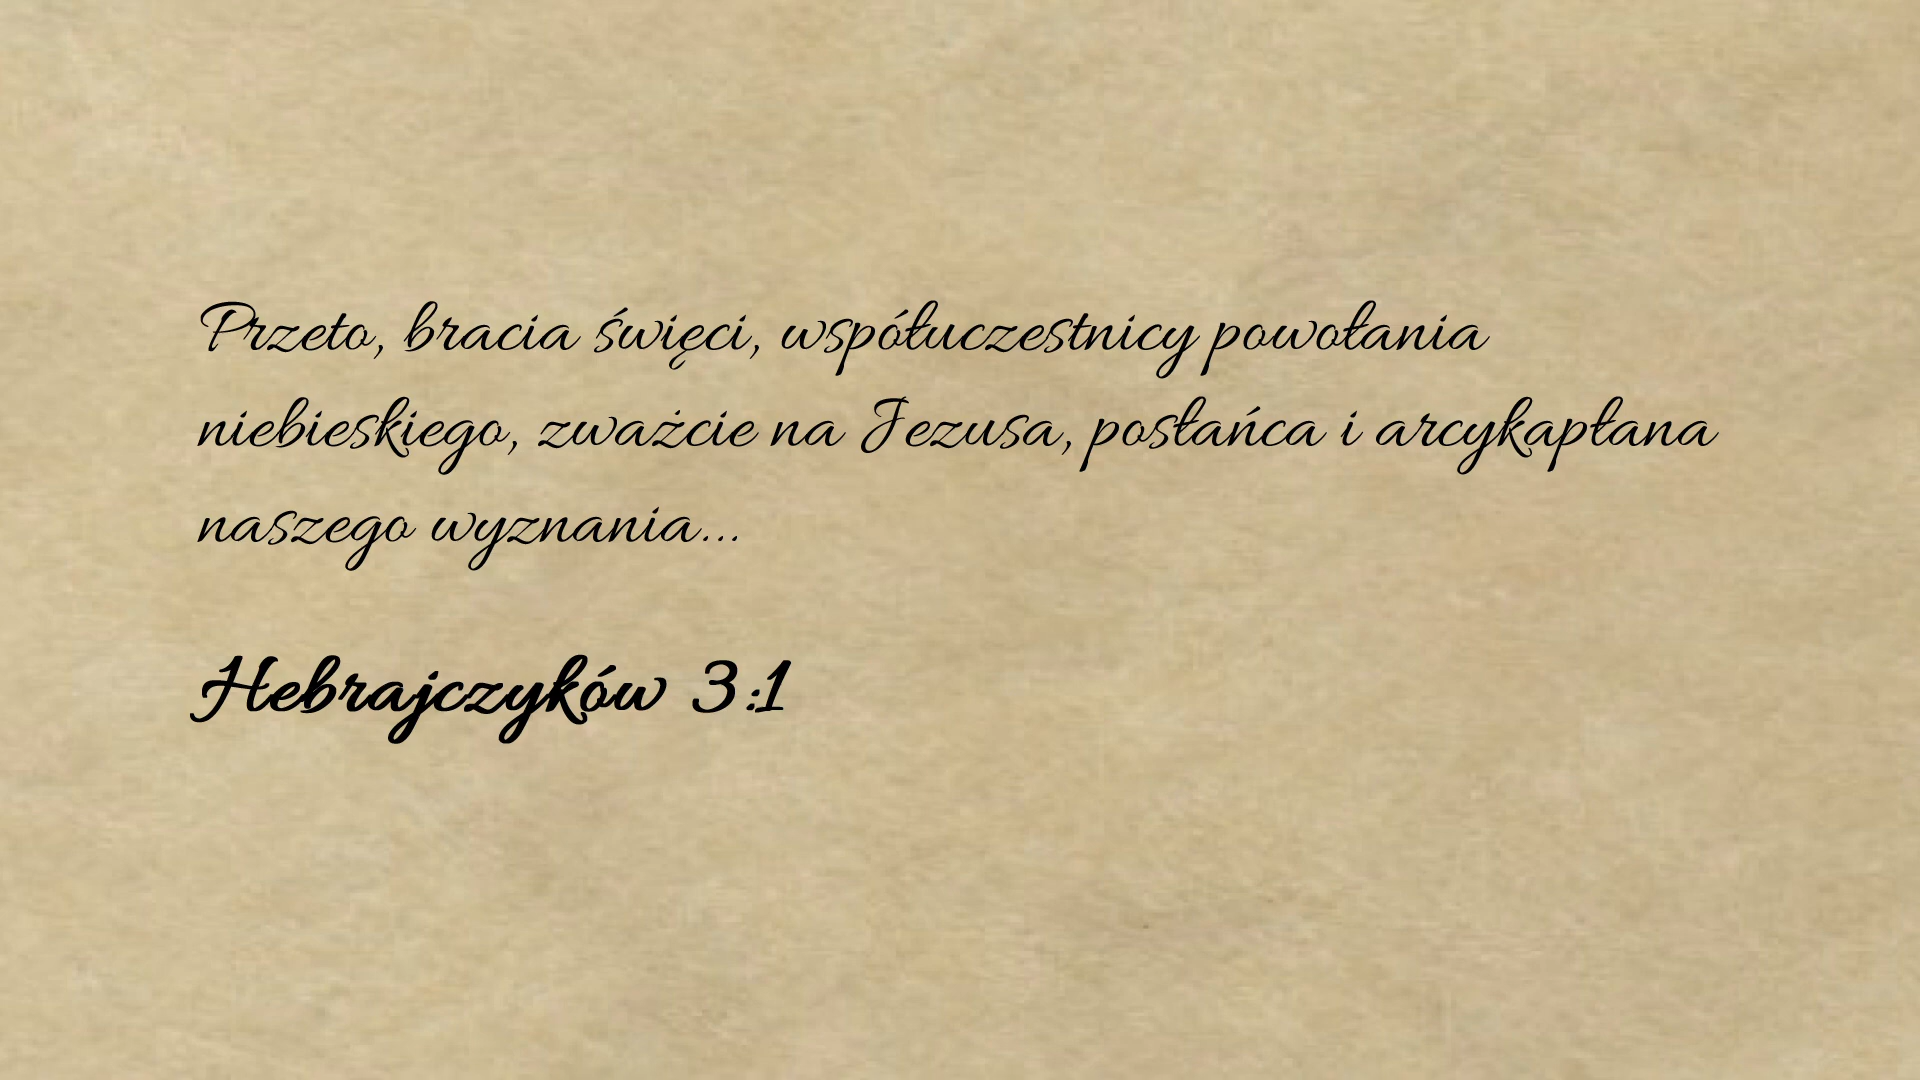 Przeto, bracia święci, współuczestnicy powołania
niebieskiego, zważcie na Jezusa, posłańca i arcykapłana
naszego wyznania...
Hebrajczyków 3:1